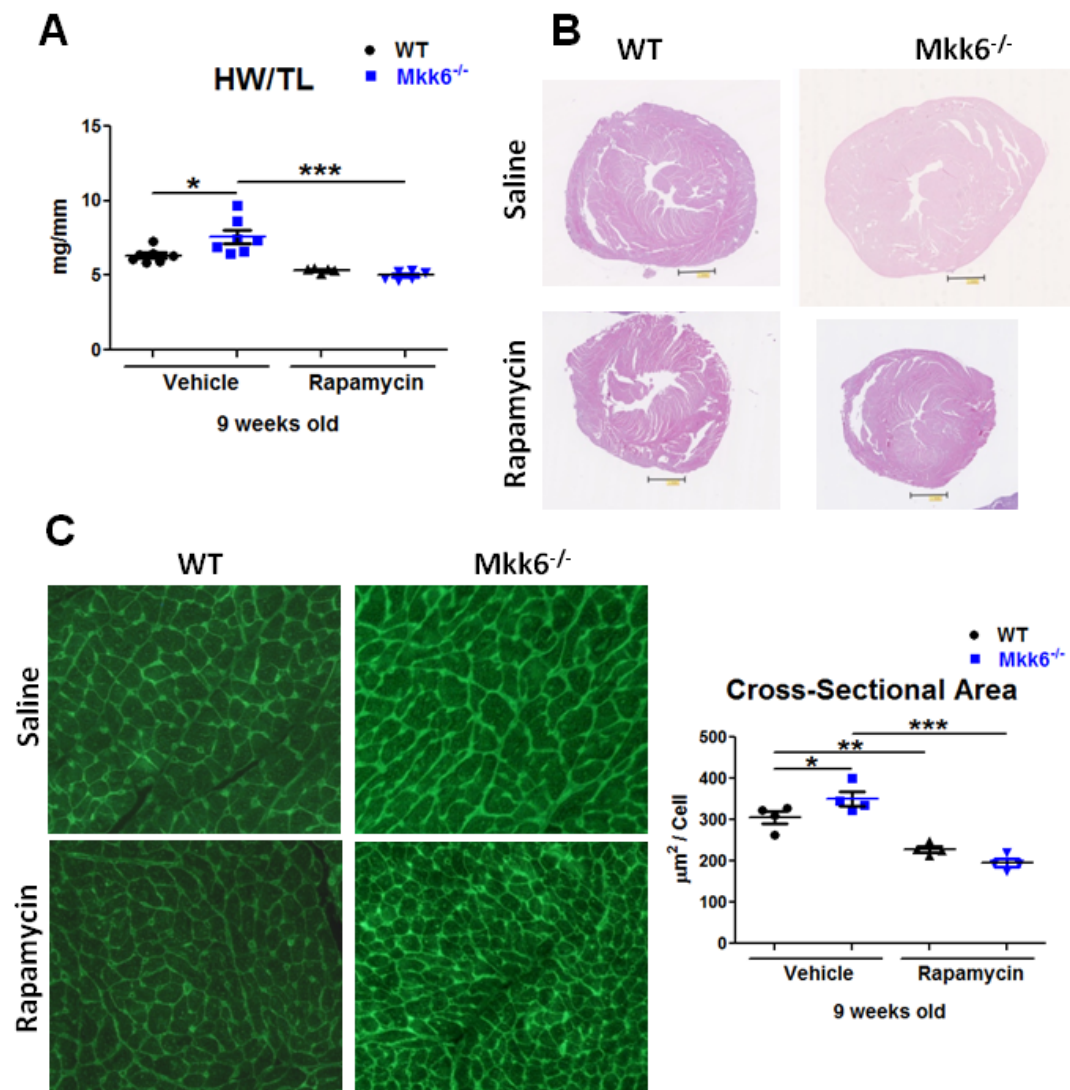 A
WT
Mkk6-/-
HW/TL
15
10
5
0
mg/mm
*
***
Vehicle
Rapamycin
9 weeks old
B
WT
Mkk6-/-
Saline
Rapamycin
C
WT
Mkk6-/-
Saline
Rapamycin
WT
Mkk6-/-
Cross-Sectional Area
500
400
300
200
100
0
μm² / Cell
***
**
*
Vehicle
Rapamycin
9 weeks old